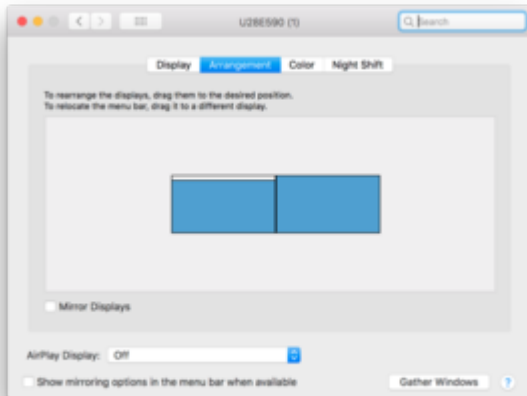 U28E590 (1)
Search
Display Arrangement Color Night Shift
To rearrange the displays, drag them to the desired position.
To relocate the menu bar, drag it to a different display.
Mirror Displays
AirPlay Display: Off
Show mirroring options in the menu bar when available
Gather Windows ?